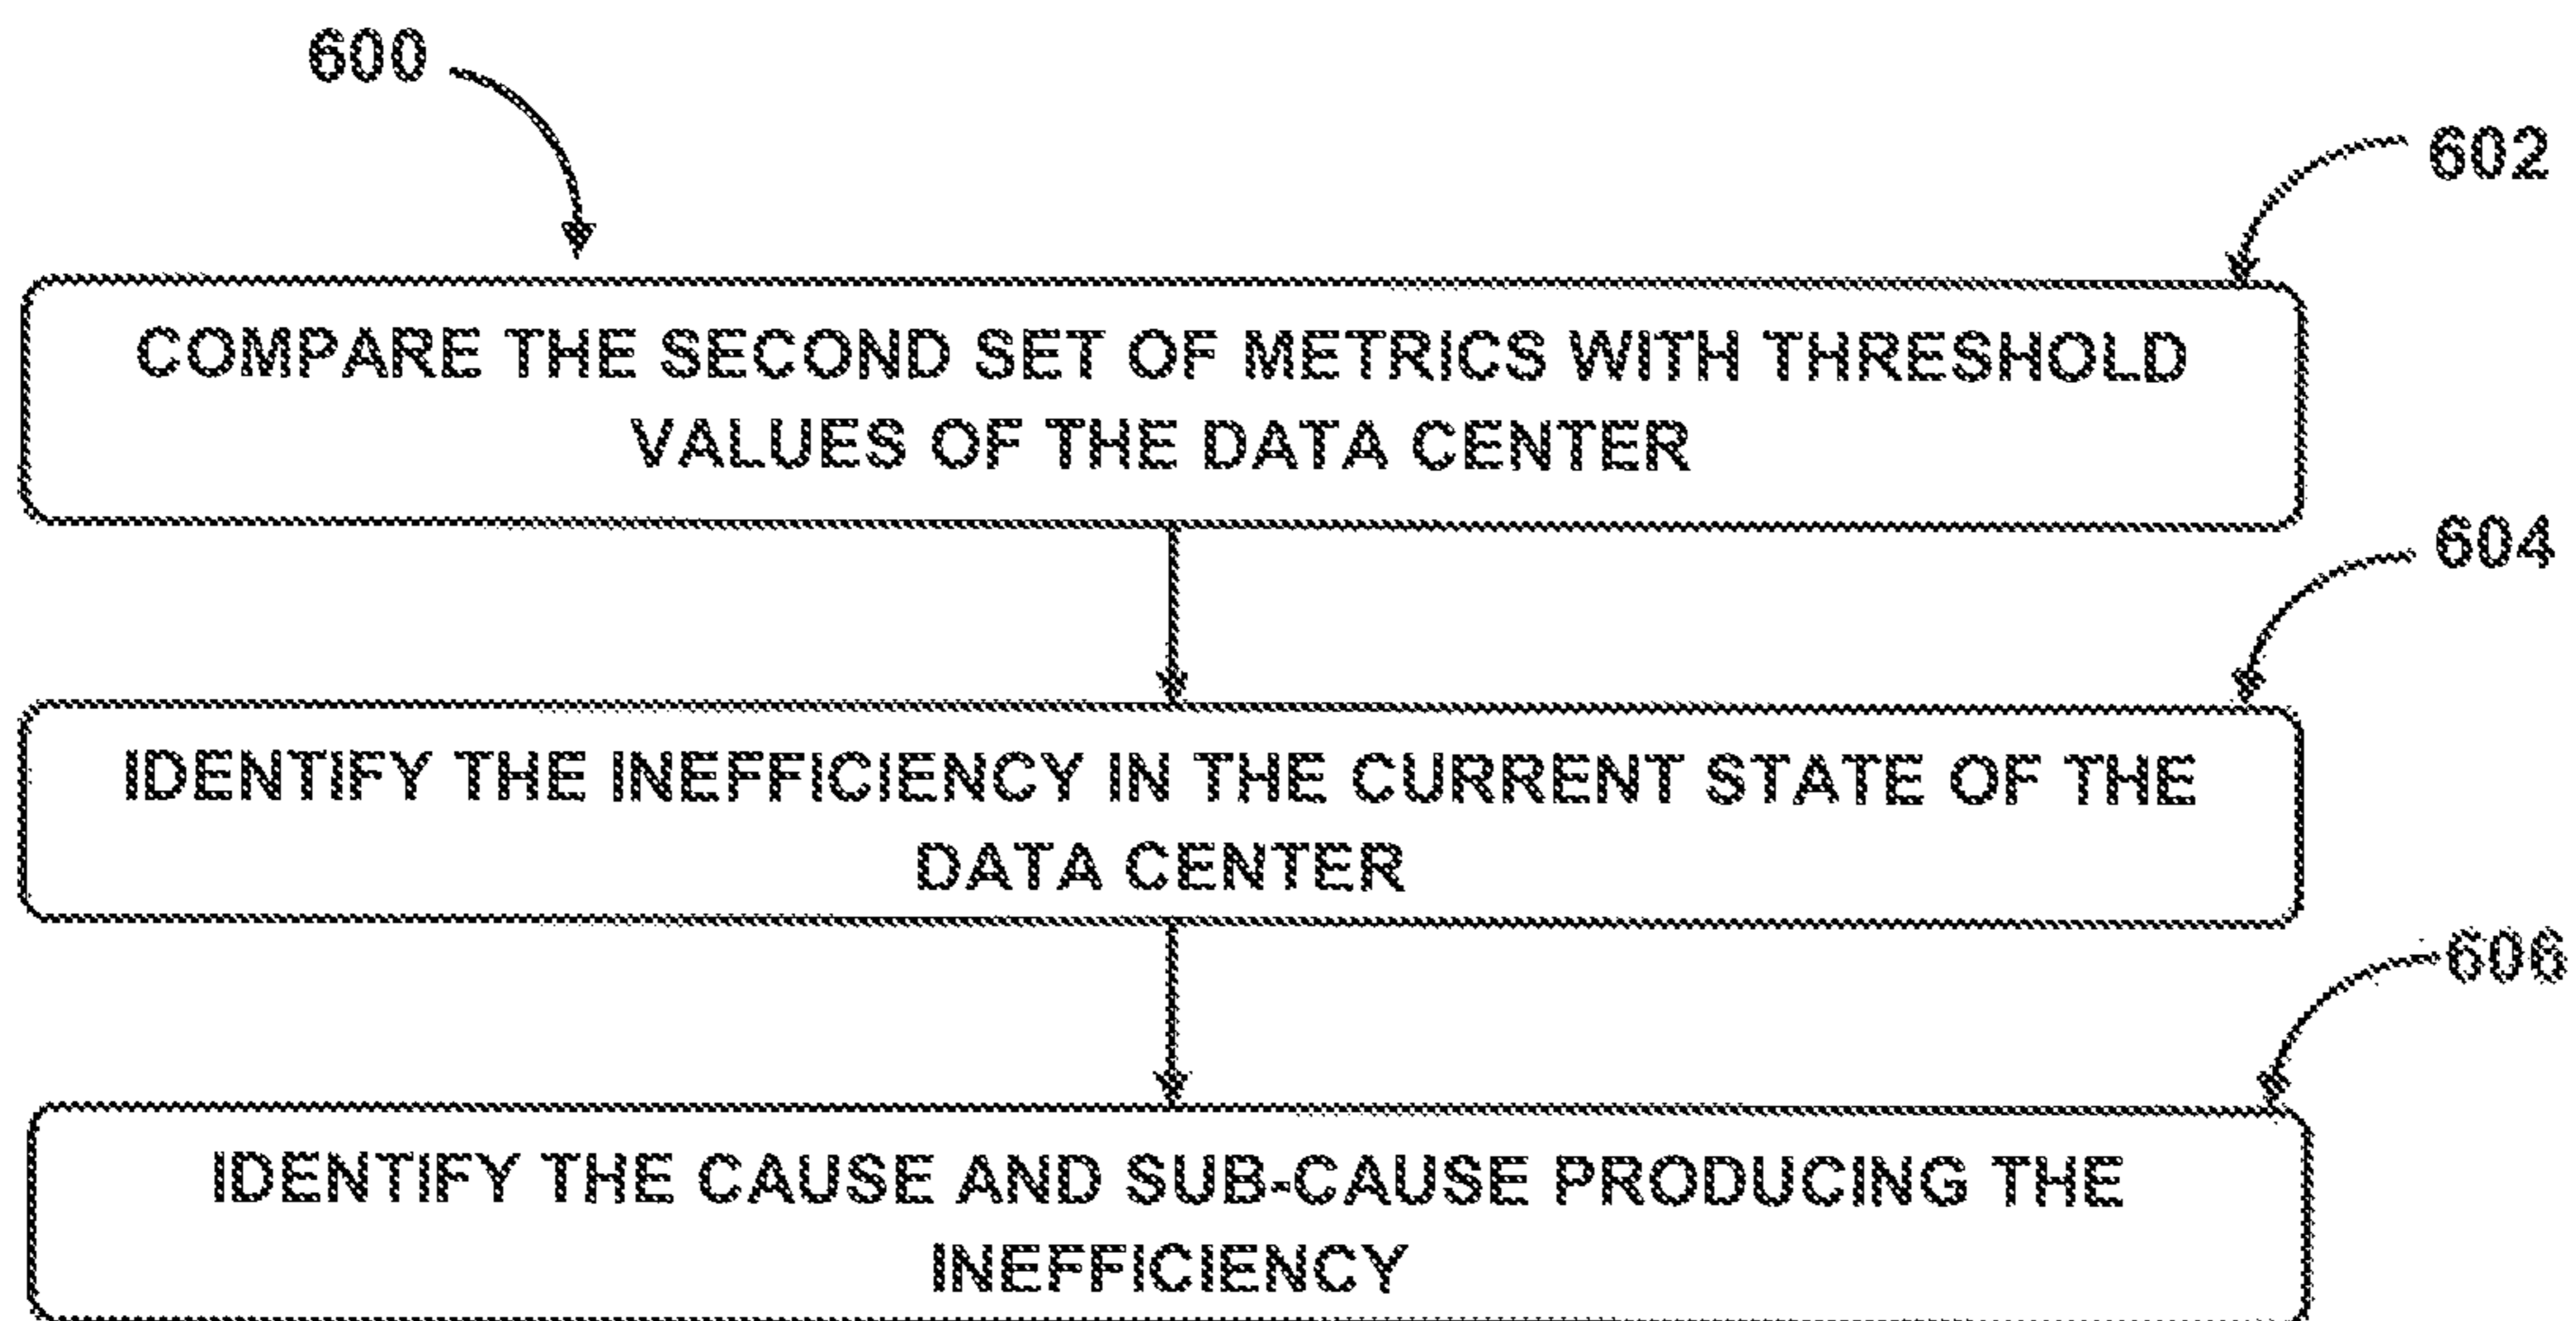 600
602
COMPARE THE SECOND SET OF METRICS WITH THRESHOLD
VALUES OF THE DATA CENTER
604
IDENTIFY THE INEFFICIENCY IN THE CURRENT STATE OF THE
DATA CENTER
606
IDENTIFY THE CAUSE AND SUB-CAUSE PRODUCING THE
INEFFICIENCY